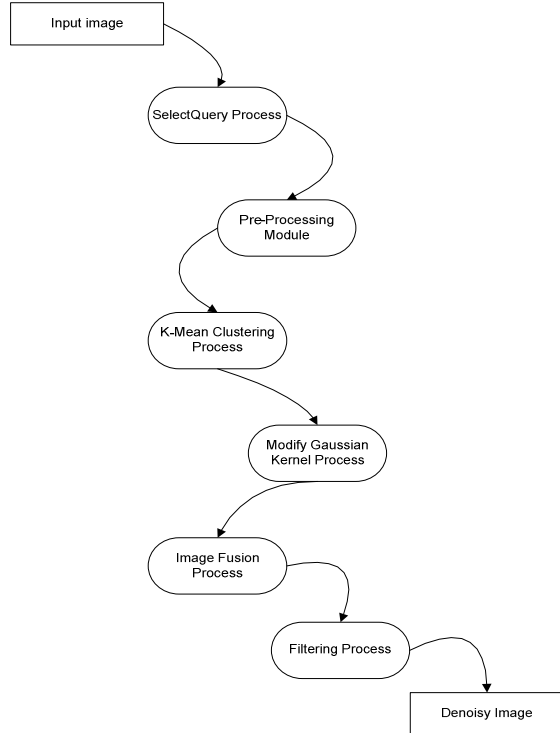 Input image
SelectQuery Process
Pre-Processing
Module
K-Mean Clustering
Process
Modify Gaussian
Kernel Process
Image Fusion
Process
Filtering Process
Denoisy Image